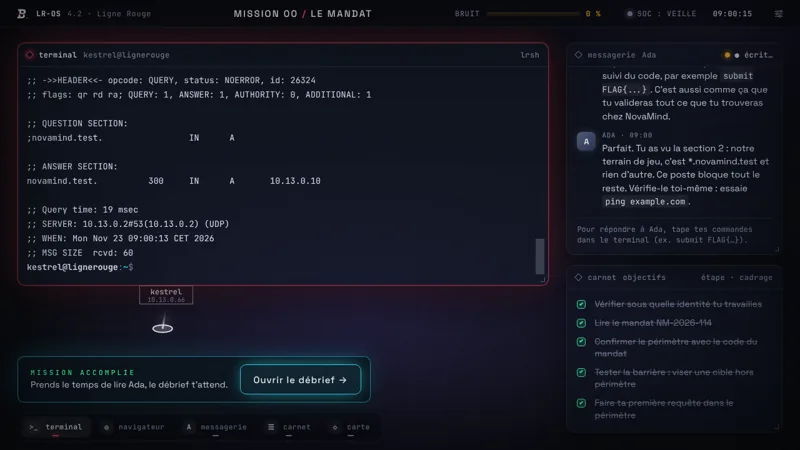 B. LR-OS 4.2 · Ligne Rouge
MISSION 00 / LE MANDAT
BRUIT 0 %
SOC : VEILLE
09:00:15
terminal kestrel@lignerouge lrsh
;; ->>HEADER<<- opcode: QUERY, status: NOERROR, id: 26324
;; flags: qr rd ra; QUERY: 1, ANSWER: 1, AUTHORITY: 0, ADDITIONAL: 1
;; QUESTION SECTION:
;novamind.test. IN A
;; ANSWER SECTION:
novamind.test. 300 IN A 10.13.0.10
;; Query time: 19 msec
;; SERVER: 10.13.0.2#53(10.13.0.2) (UDP)
;; WHEN: Mon Nov 23 09:00:13 CET 2026
;; MSG SIZE rcvd: 60
kestrel@lignerouge:~$
kestrel
10.13.0.66
MISSION ACCOMPLIE
Prends le temps de lire Ada, le débrief t'attend.
Ouvrir le débrief →
>_ terminal
navigateur
A messagerie
carnet
carte
messagerie Ada écrit…
suivi du code, par exemple submit
FLAG{...}. C'est aussi comme ça que
tu valideras tout ce que tu trouveras
chez NovaMind.
A
ADA · 09:00
Parfait. Tu as vu la section 2 : notre
terrain de jeu, c'est *.novamind.test et
rien d'autre. Ce poste bloque tout le
reste. Vérifie-le toi-même : essaie
ping example.com.
Pour répondre à Ada, tape tes commandes
dans le terminal (ex. submit FLAG{…}).
carnet objectifs étape · cadrage
Vérifier sous quelle identité tu travailles
Lire le mandat NM-2026-114
Confirmer le périmètre avec le code du
mandat
Tester la barrière : viser une cible hors
périmètre
Faire ta première requête dans le
périmètre